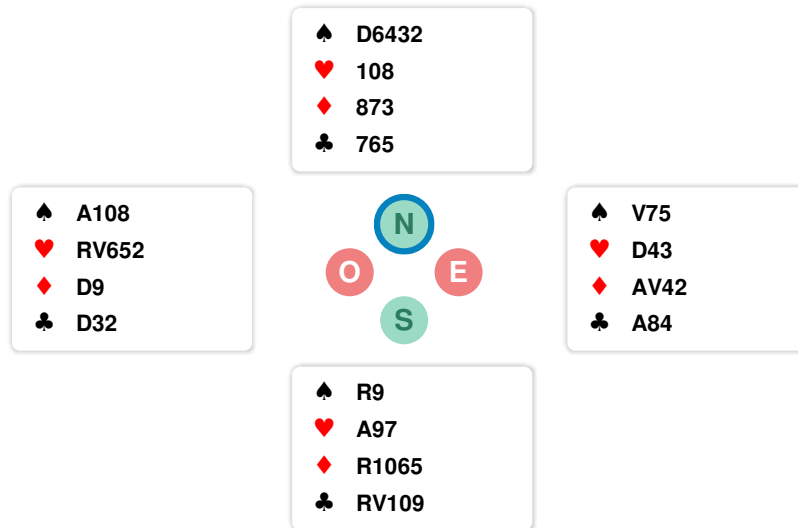 ♠ D6432
♥ 108
♦ 873
♣ 765
♠ A108
♥ RV652
♦ D9
♣ D32
N
O E
S
♠ V75
♥ D43
♦ AV42
♣ A84
♠ R9
♥ A97
♦ R1065
♣ RV109